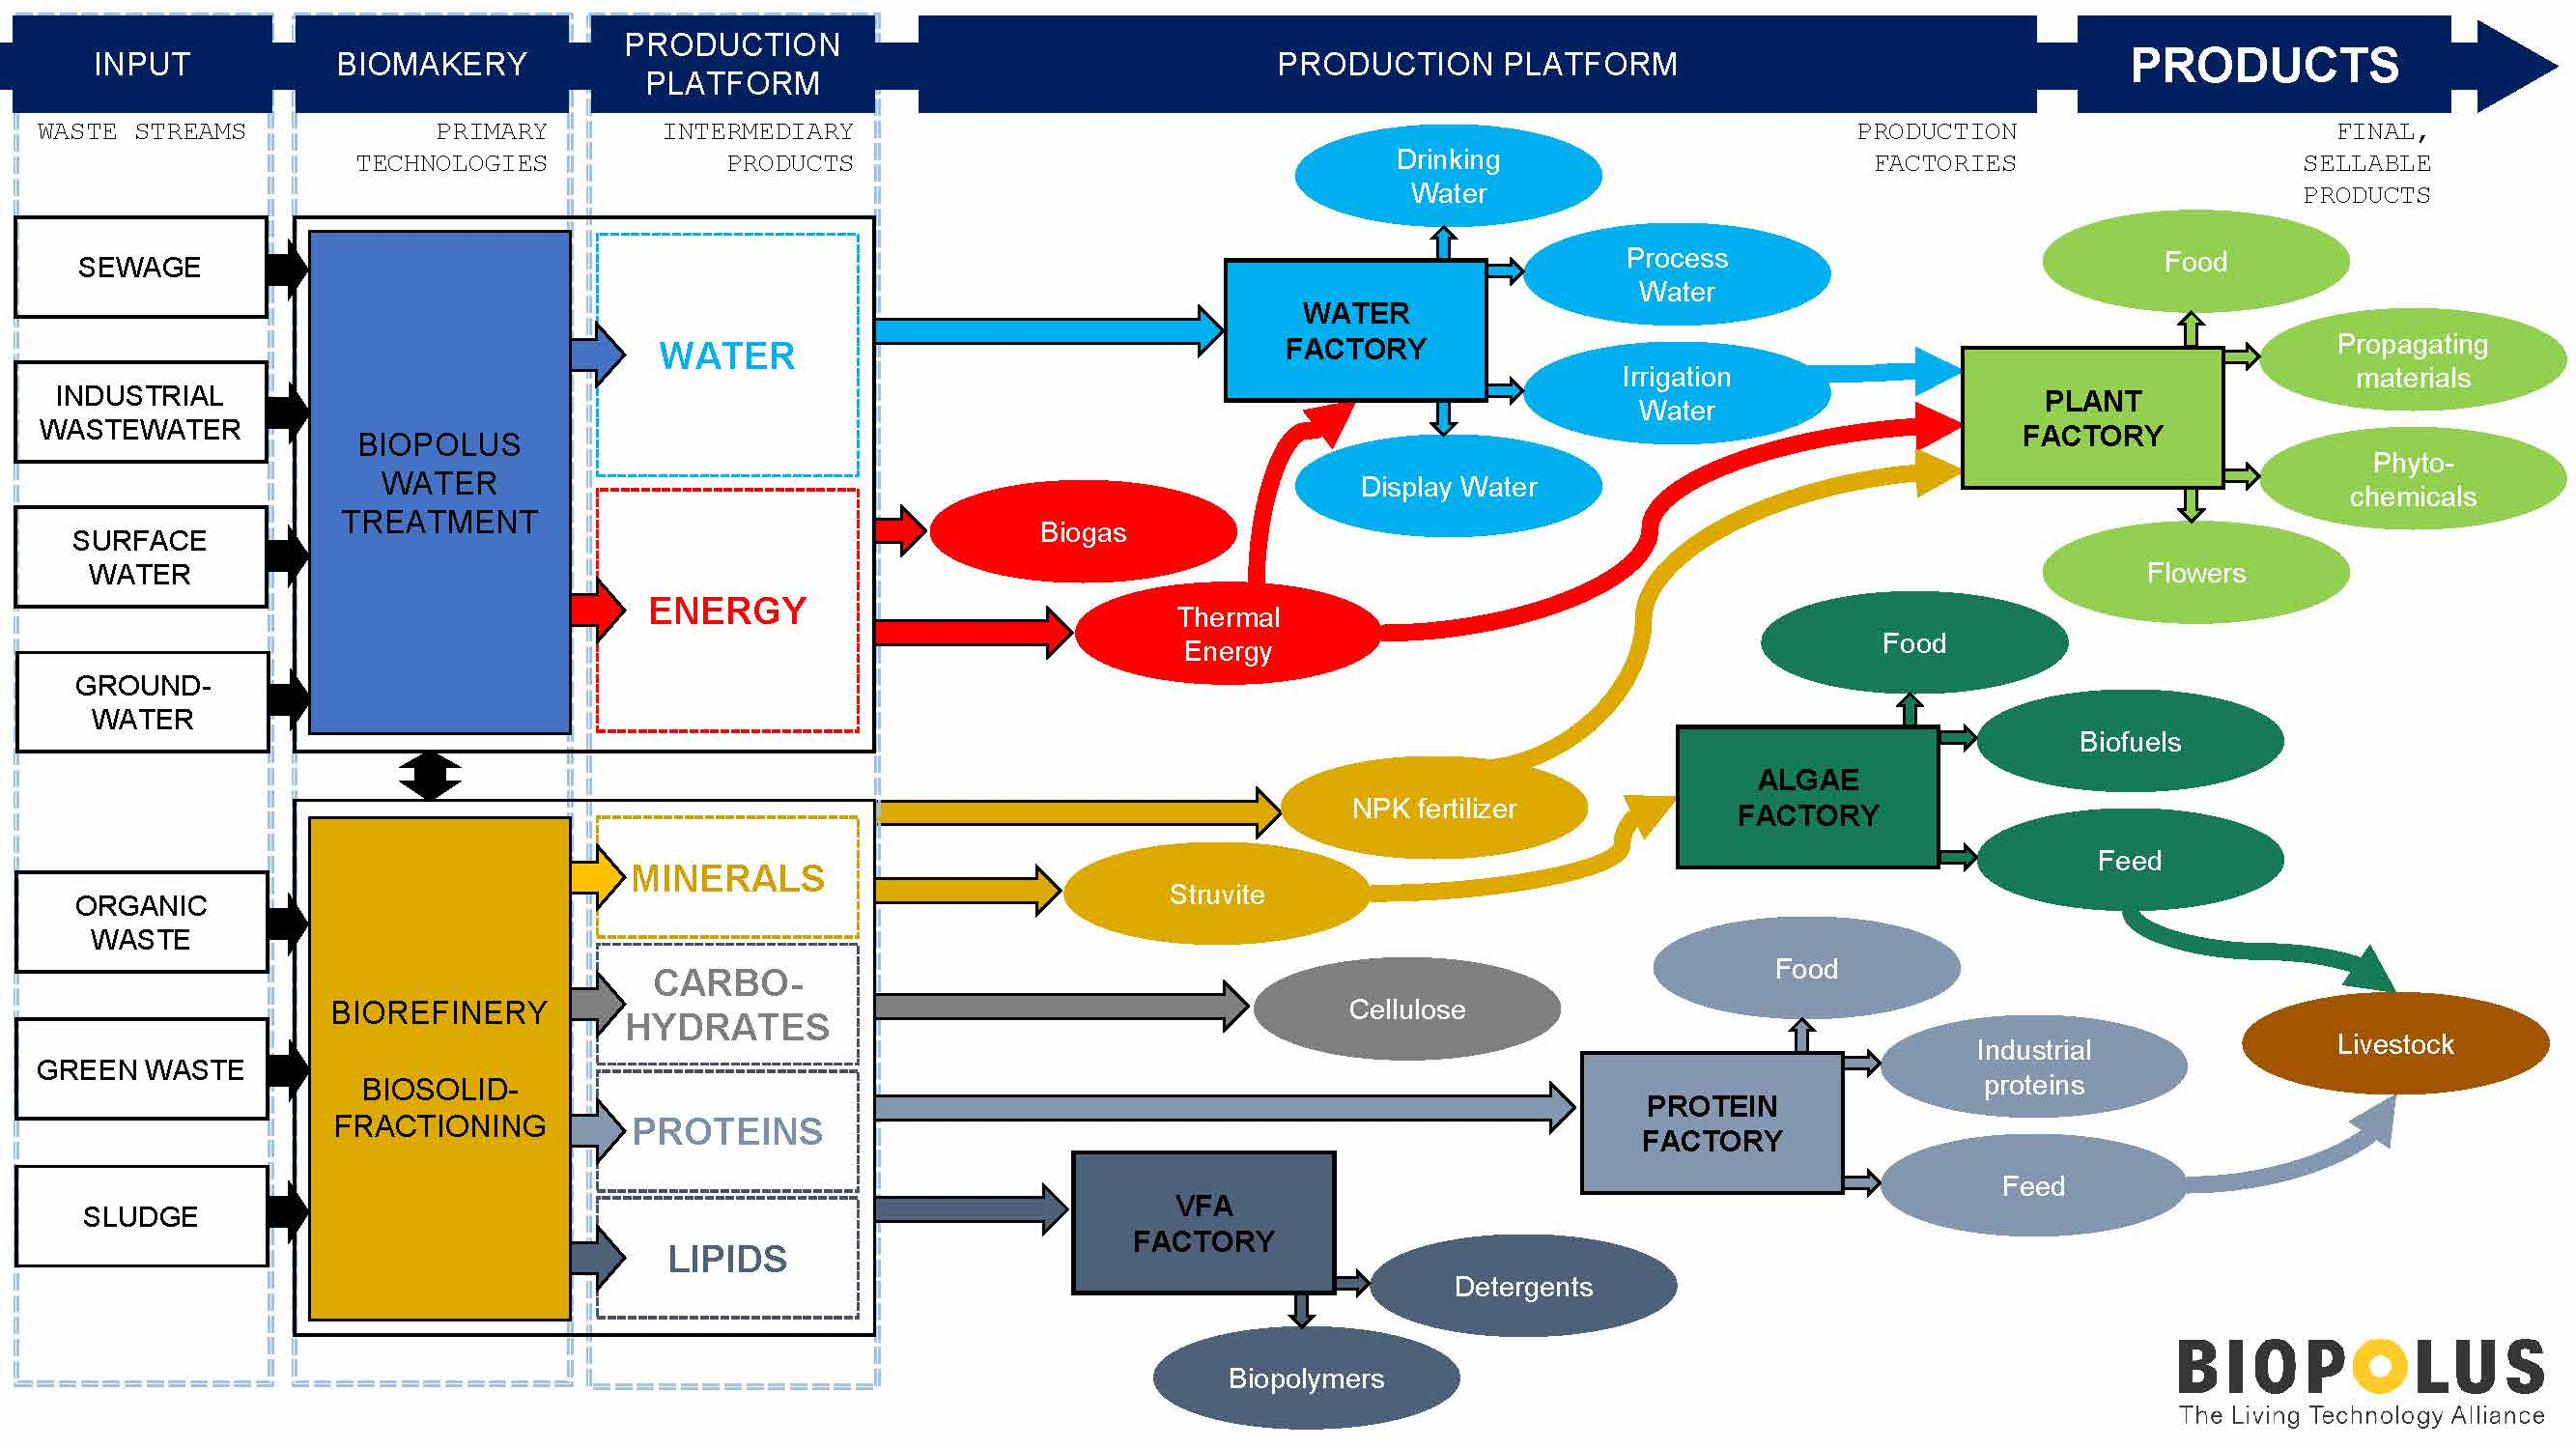 INPUT
BIOMAKERY
PRODUCTION
PLATFORM
PRODUCTION PLATFORM
PRODUCTS
WASTE STREAMS
PRIMARY
TECHNOLOGIES
INTERMEDIARY
PRODUCTS
PRODUCTION
FACTORIES
FINAL,
SELLABLE
PRODUCTS
SEWAGE
INDUSTRIAL
WASTEWATER
SURFACE
WATER
GROUND-
WATER
ORGANIC
WASTE
GREEN WASTE
SLUDGE
BIOPOLUS
WATER
TREATMENT
BIOREFINERY
BIOSOLID-
FRACTIONING
WATER
ENERGY
MINERALS
CARBO-
HYDRATES
PROTEINS
LIPIDS
Drinking
Water
Process
Water
WATER
FACTORY
Irrigation
Water
Display Water
Biogas
Thermal
Energy
Food
Propagating
materials
PLANT
FACTORY
Phyto-
chemicals
Flowers
NPK fertilizer
Struvite
Food
Biofuels
ALGAE
FACTORY
Feed
Cellulose
Food
Industrial
proteins
PROTEIN
FACTORY
Feed
Livestock
VFA
FACTORY
Detergents
Biopolymers
BIOPOLUS
The Living Technology Alliance